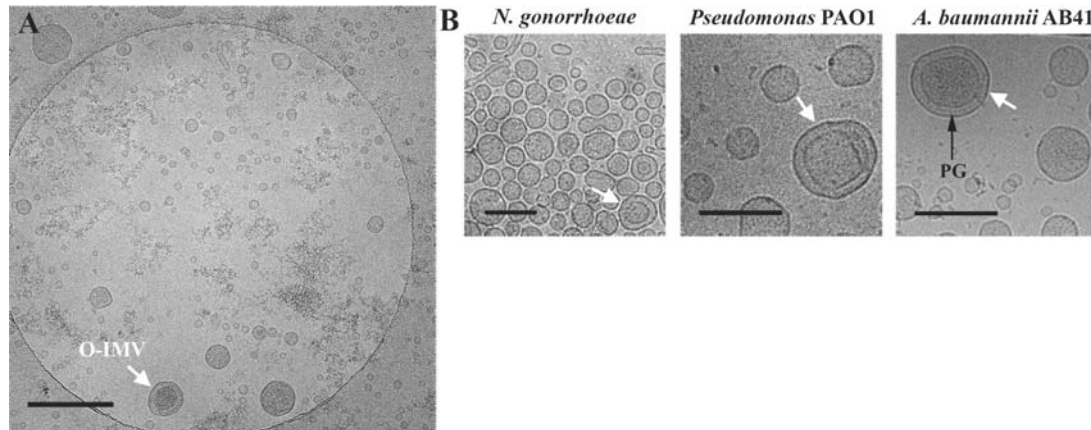 A
O-IMV
B
N. gonorrhoeae
Pseudomonas PAO1
A. baumannii AB41
PG